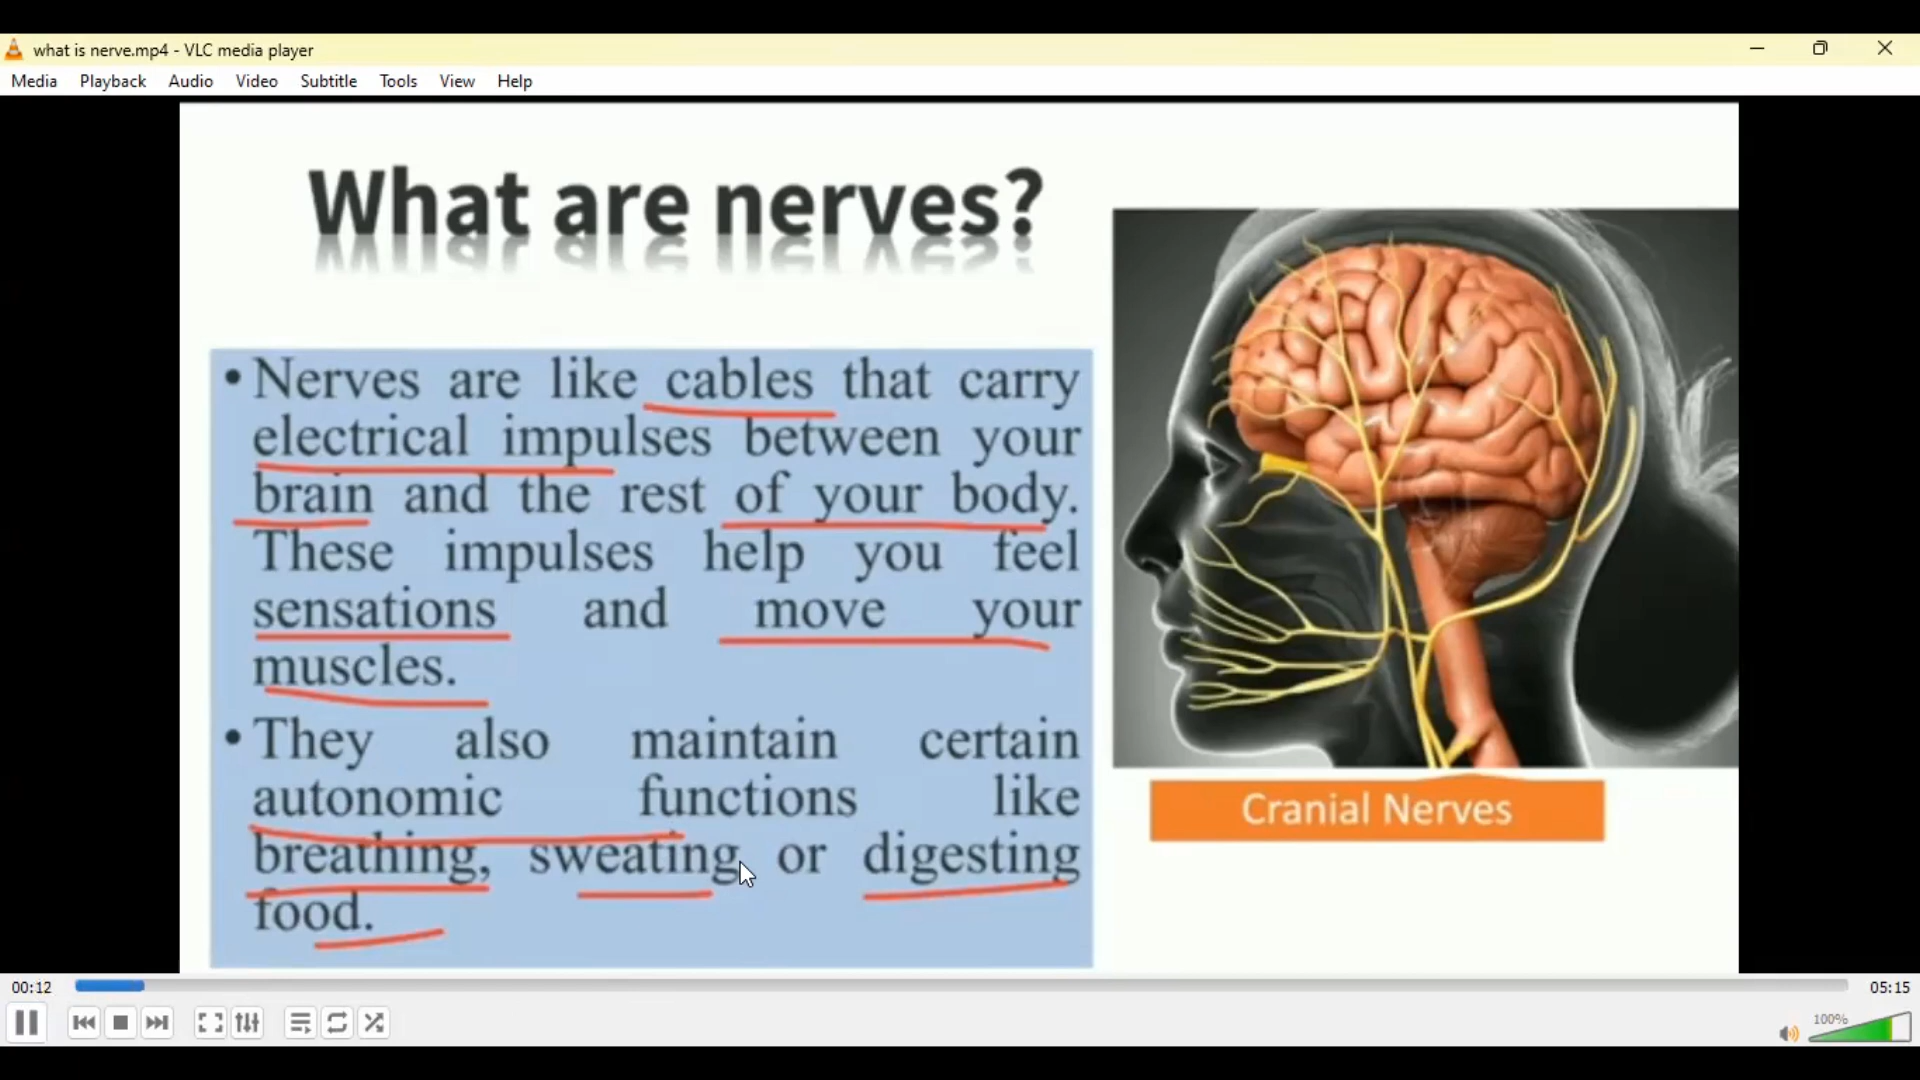 what is nerve.mp4 - VLC media player
Media Playback Audio Video Subtitle Tools View Help
What are nerves?
• Nerves are like cables that carry
electrical impulses between your
brain and the rest of your body.
These impulses help you feel
sensations and move your
muscles.
• They also maintain certain
autonomic functions like
breathing, sweating or digesting
food.
Cranial Nerves
00:12 05:15
100%